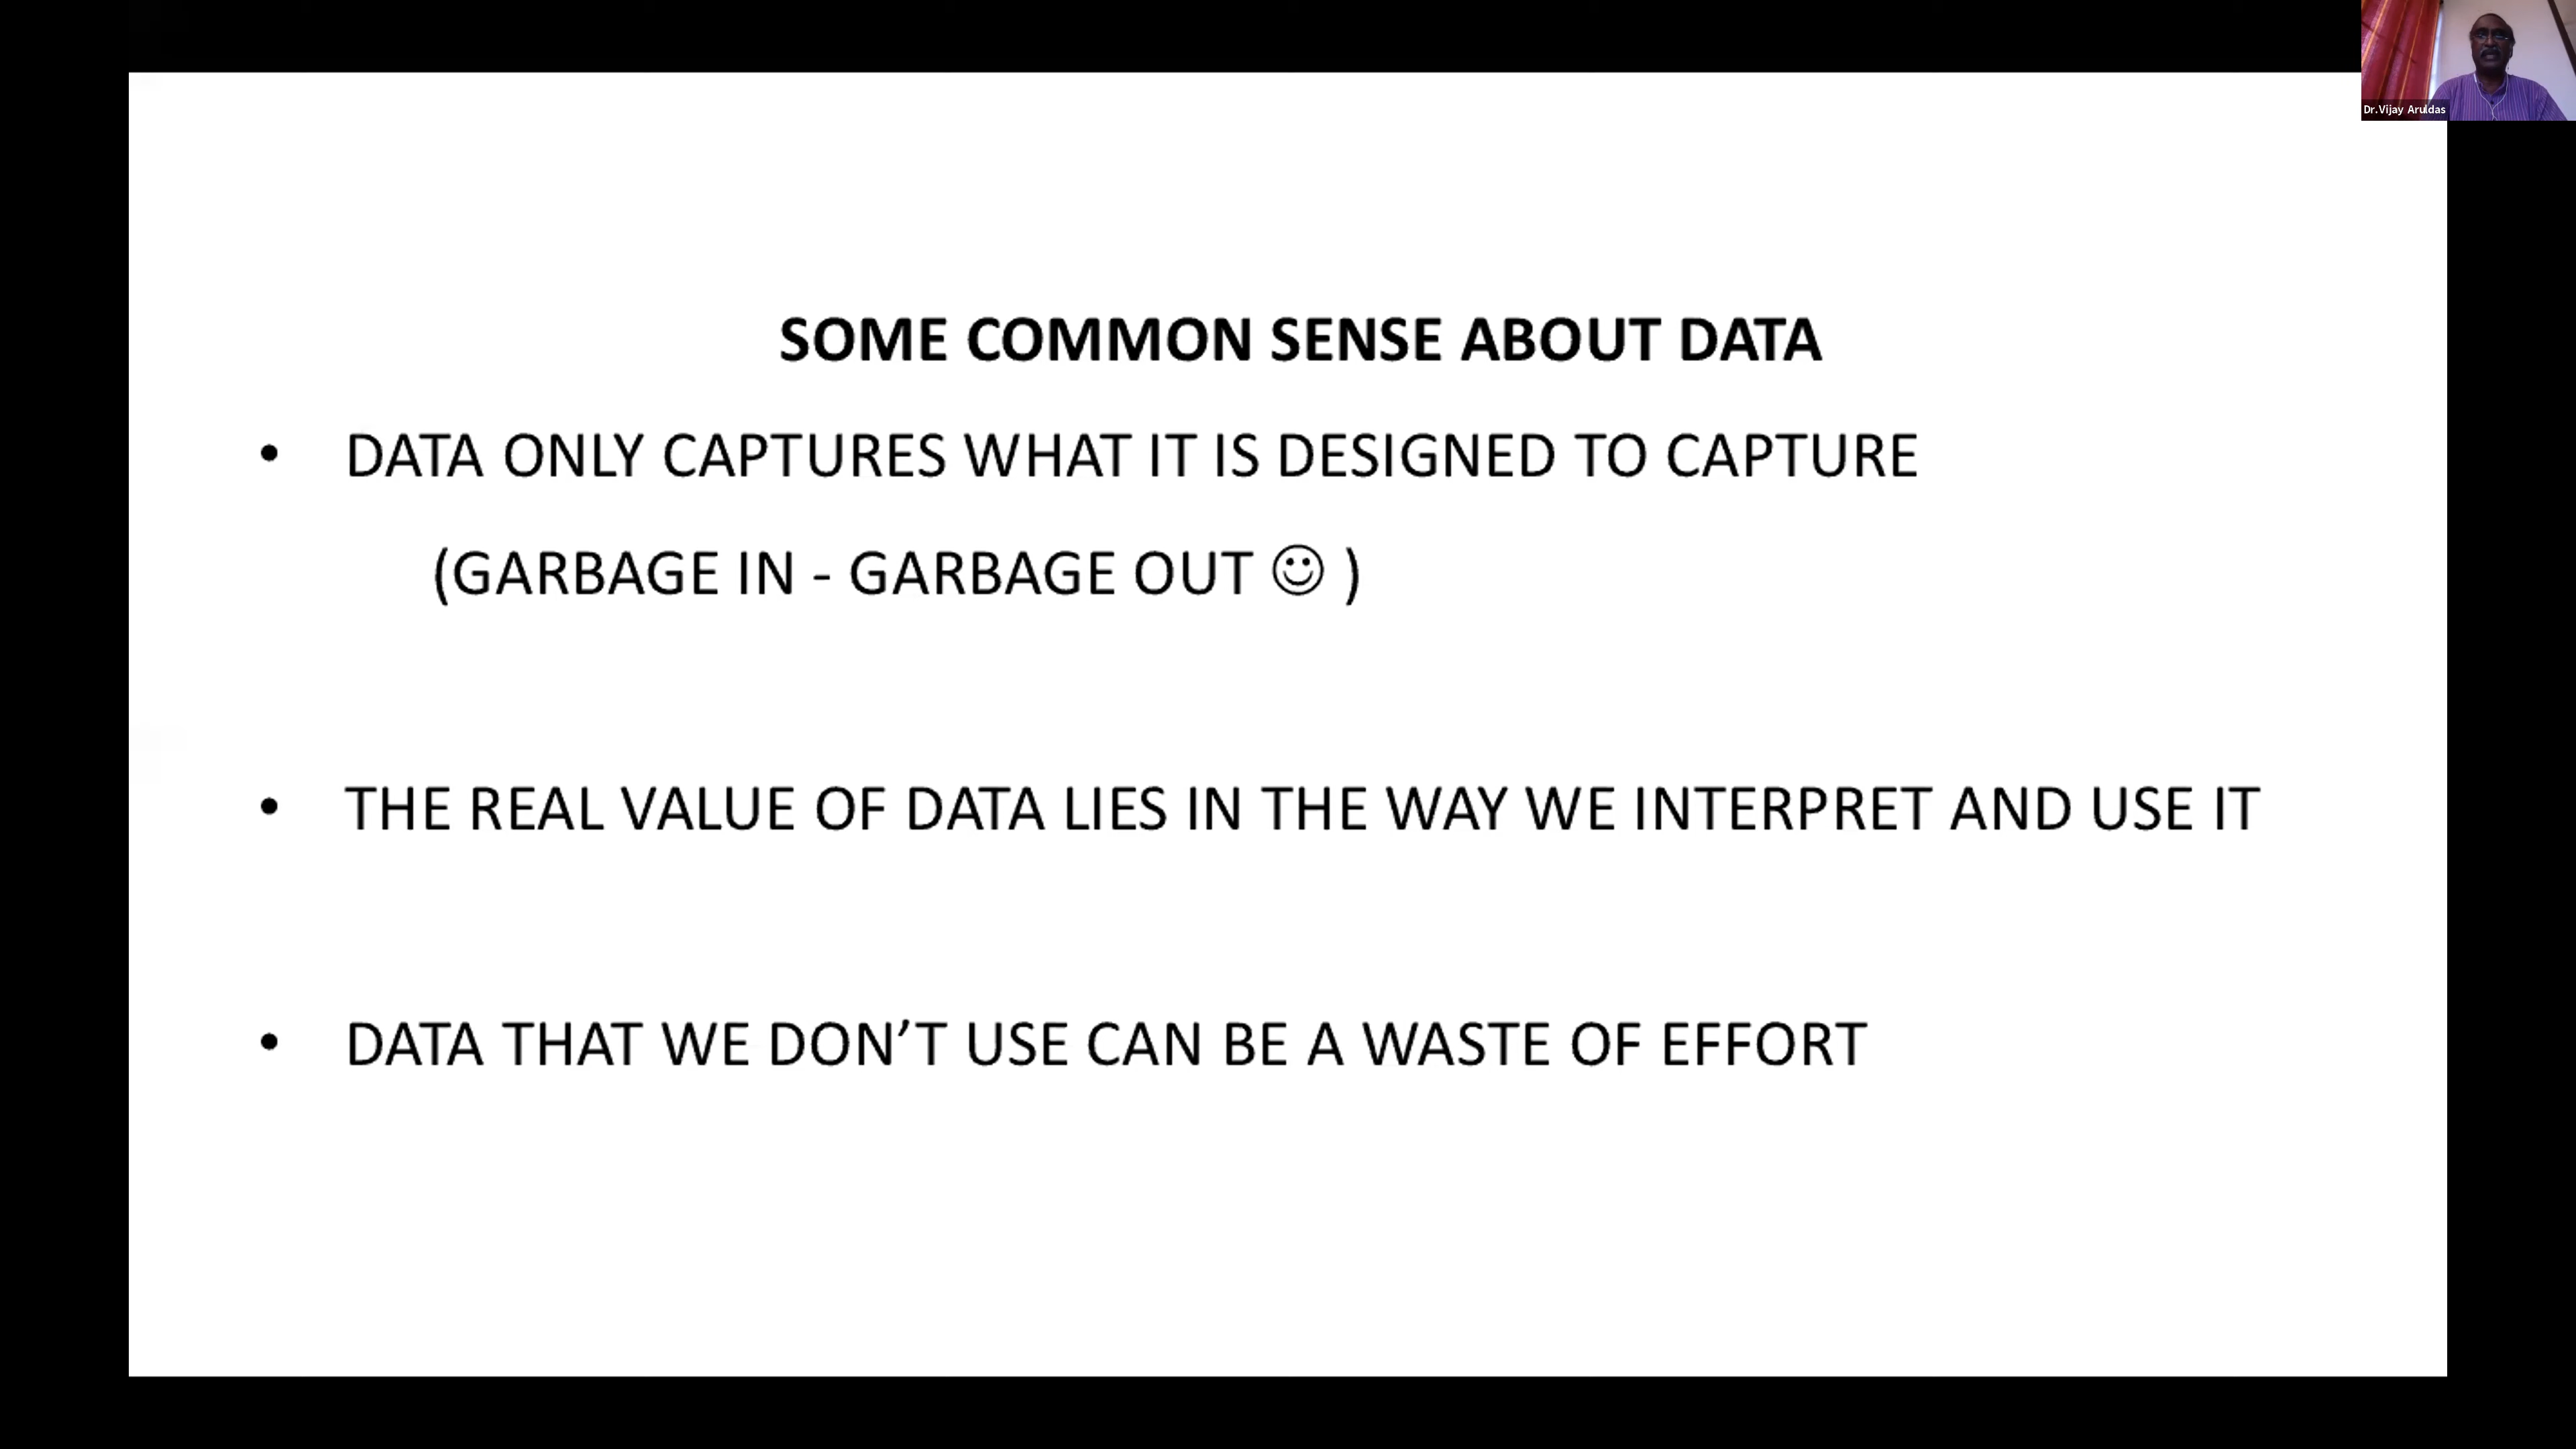 Dr.Vijay Aruldas
SOME COMMON SENSE ABOUT DATA
• DATA ONLY CAPTURES WHAT IT IS DESIGNED TO CAPTURE
(GARBAGE IN - GARBAGE OUT ☺ )
• THE REAL VALUE OF DATA LIES IN THE WAY WE INTERPRET AND USE IT
• DATA THAT WE DON’T USE CAN BE A WASTE OF EFFORT